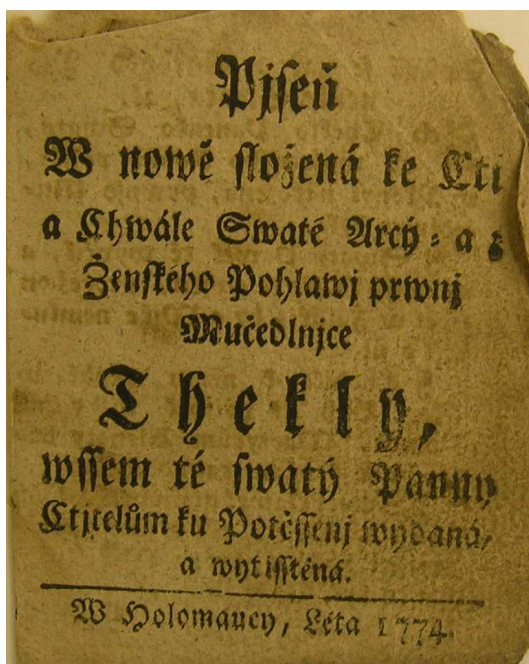 Pjseň
W nowě složená ke Cti
a Chwále Swaté Arcy-a z
Ženského Pohlawj prwnj
Mučedlnjce
Thekly,
wssem té swatý Panny
Ctjtelům ku Potěssenj wydaná,
a wytisstěná.
W Holomaucy, Léta 1774